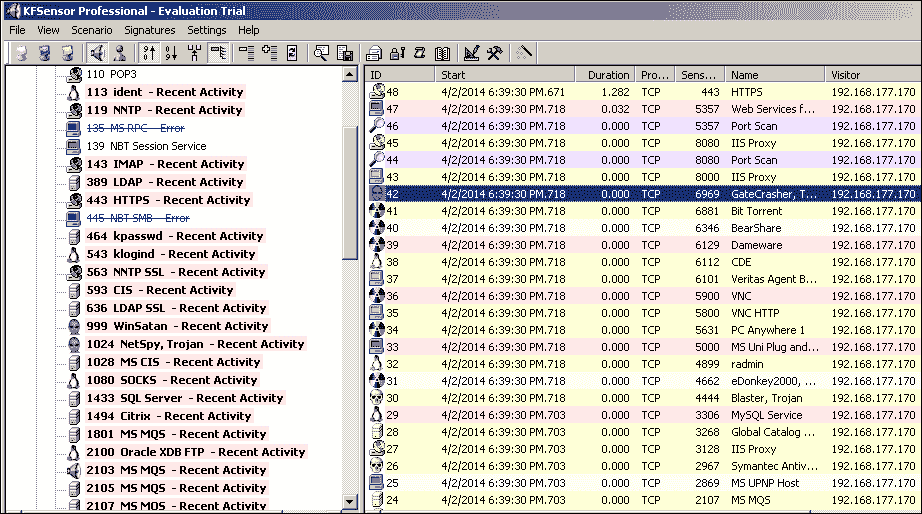 KFSensor Professional - Evaluation Trial
File View Scenario Signatures Settings Help
110 POP3
113 ident - Recent Activity
119 NNTP - Recent Activity
135 MS RPC - Error
139 NBT Session Service
143 IMAP - Recent Activity
389 LDAP - Recent Activity
443 HTTPS - Recent Activity
445 NBT SMB - Error
464 kpasswd - Recent Activity
543 klogind - Recent Activity
563 NNTP SSL - Recent Activity
593 CIS - Recent Activity
636 LDAP SSL - Recent Activity
999 WinSatan - Recent Activity
1024 NetSpy, Trojan - Recent Activity
1028 MS CIS - Recent Activity
1080 SOCKS - Recent Activity
1433 SQL Server - Recent Activity
1494 Citrix - Recent Activity
1801 MS MQS - Recent Activity
2100 Oracle XDB FTP - Recent Activity
2103 MS MQS - Recent Activity
2105 MS MQS - Recent Activity
2107 MS MQS - Recent Activity
ID Start Duration Pro... Sens... Name Visitor
48 4/2/2014 6:39:30 PM.671 1.282 TCP 443 HTTPS 192.168.177.170
47 4/2/2014 6:39:30 PM.718 0.032 TCP 5357 Web Services f... 192.168.177.170
46 4/2/2014 6:39:30 PM.718 0.000 TCP 5357 Port Scan 192.168.177.170
45 4/2/2014 6:39:30 PM.718 0.000 TCP 8080 IIS Proxy 192.168.177.170
44 4/2/2014 6:39:30 PM.718 0.000 TCP 8080 Port Scan 192.168.177.170
43 4/2/2014 6:39:30 PM.718 0.000 TCP 8000 IIS Proxy 192.168.177.170
42 4/2/2014 6:39:30 PM.718 0.000 TCP 6969 GateCrasher, T... 192.168.177.170
41 4/2/2014 6:39:30 PM.718 0.000 TCP 6881 Bit Torrent 192.168.177.170
40 4/2/2014 6:39:30 PM.718 0.000 TCP 6346 BearShare 192.168.177.170
39 4/2/2014 6:39:30 PM.718 0.000 TCP 6129 Dameware 192.168.177.170
38 4/2/2014 6:39:30 PM.718 0.000 TCP 6112 CDE 192.168.177.170
37 4/2/2014 6:39:30 PM.718 0.000 TCP 6101 Veritas Agent B... 192.168.177.170
36 4/2/2014 6:39:30 PM.718 0.000 TCP 5900 VNC 192.168.177.170
35 4/2/2014 6:39:30 PM.718 0.000 TCP 5800 VNC HTTP 192.168.177.170
34 4/2/2014 6:39:30 PM.718 0.000 TCP 5631 PC Anywhere 1 192.168.177.170
33 4/2/2014 6:39:30 PM.718 0.000 TCP 5000 MS Uni Plug and... 192.168.177.170
32 4/2/2014 6:39:30 PM.718 0.000 TCP 4899 radmin 192.168.177.170
31 4/2/2014 6:39:30 PM.718 0.000 TCP 4662 eDonkey2000, ... 192.168.177.170
30 4/2/2014 6:39:30 PM.718 0.000 TCP 4444 Blaster, Trojan 192.168.177.170
29 4/2/2014 6:39:30 PM.703 0.000 TCP 3306 MySQL Service 192.168.177.170
28 4/2/2014 6:39:30 PM.703 0.000 TCP 3268 Global Catalog ... 192.168.177.170
27 4/2/2014 6:39:30 PM.703 0.000 TCP 3128 IIS Proxy 192.168.177.170
26 4/2/2014 6:39:30 PM.703 0.000 TCP 2967 Symantec Antiv... 192.168.177.170
25 4/2/2014 6:39:30 PM.703 0.000 TCP 2869 MS UPNP Host 192.168.177.170
24 4/2/2014 6:39:30 PM.703 0.000 TCP 2107 MS MQS 192.168.177.170